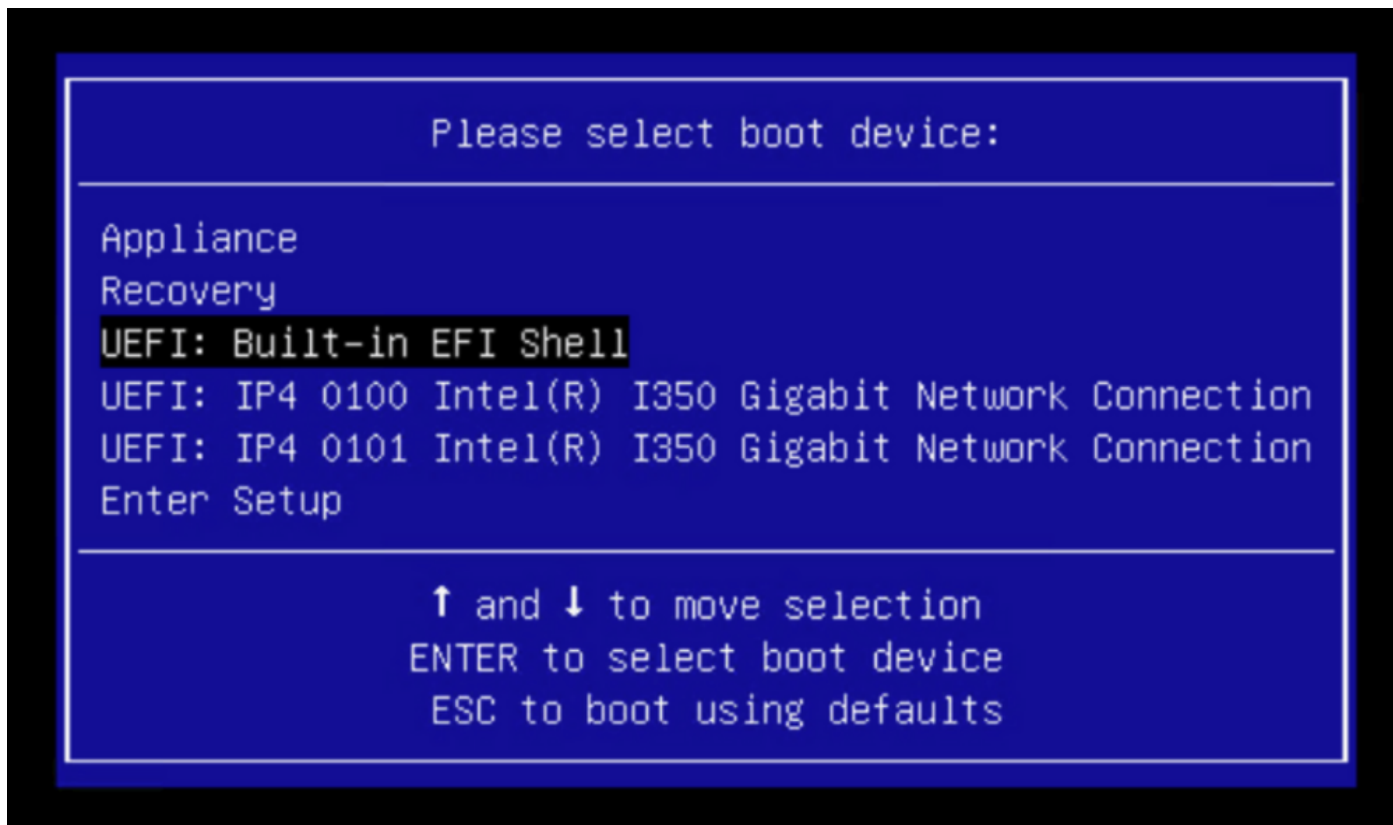 Please select boot device:
Appliance
Recovery
UEFI: Built-in EFI Shell
UEFI: IP4 0100 Intel(R) I350 Gigabit Network Connection
UEFI: IP4 0101 Intel(R) I350 Gigabit Network Connection
Enter Setup
↑ and ↓ to move selection
ENTER to select boot device
ESC to boot using defaults